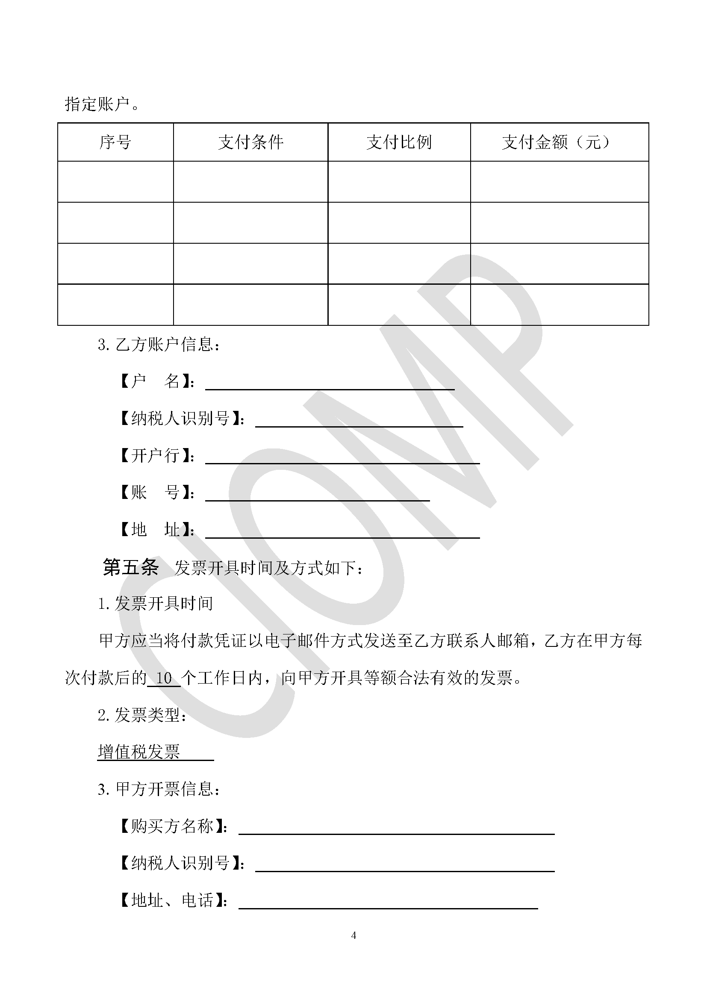 指定账户。
序号 支付条件 支付比例 支付金额（元）
3.乙方账户信息：
【户　名】：
【纳税人识别号】：
【开户行】：
【账　号】：
【地　址】：
第五条　发票开具时间及方式如下：
1.发票开具时间
甲方应当将付款凭证以电子邮件方式发送至乙方联系人邮箱，乙方在甲方每
次付款后的 10 个工作日内，向甲方开具等额合法有效的发票。
2.发票类型：
增值税发票
3.甲方开票信息：
【购买方名称】：
【纳税人识别号】：
【地址、电话】：
4
CIOMP